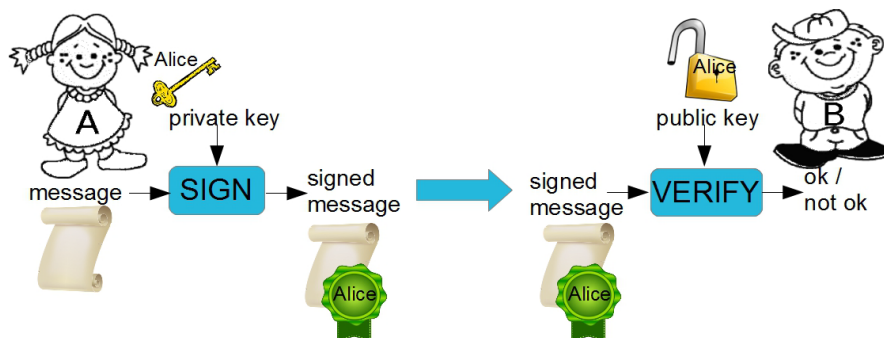 Alice
A
private key
message
SIGN
signed
message
Alice
Alice
public key
B
signed
message
VERIFY
ok /
not ok
Alice